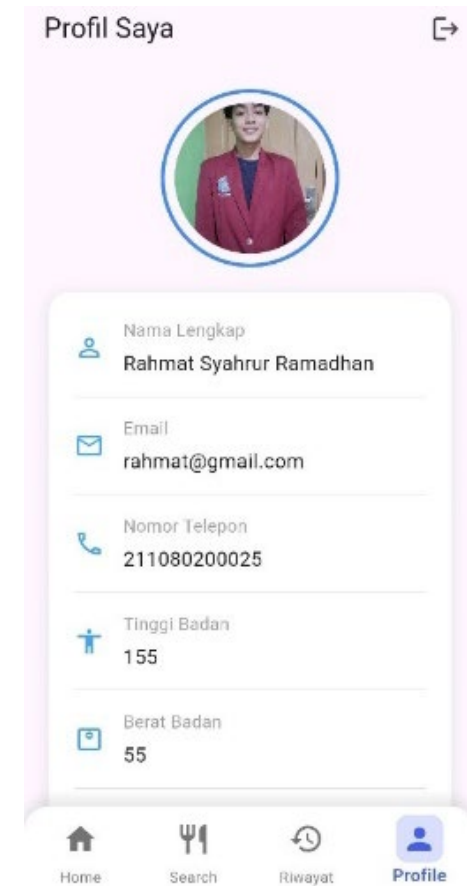 Profil Saya
Nama Lengkap
Rahmat Syahrur Ramadhan
Email
rahmat@gmail.com
Nomor Telepon
211080200025
Tinggi Badan
155
Berat Badan
55
Home Search Riwayat Profile